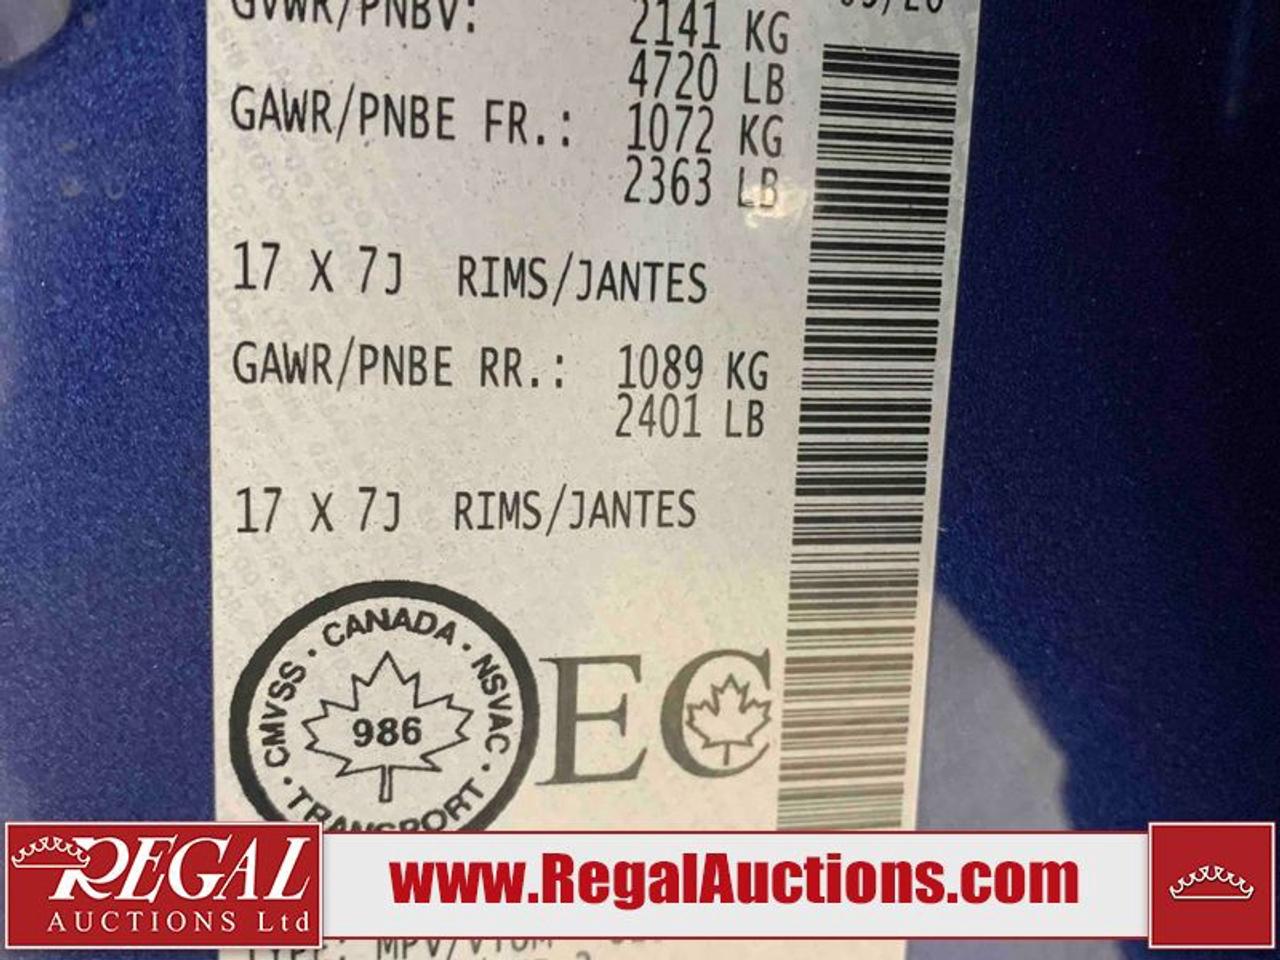 GVWR/PNBV: 2141 KG
4720 LB
GAWR/PNBE FR.: 1072 KG
2363 LB
17 X 7J RIMS/JANTES
GAWR/PNBE RR.: 1089 KG
2401 LB
17 X 7J RIMS/JANTES
CMVSS · CANADA · NSVAC · TRANSPORT ·
986
EC
REGAL
AUCTIONS Ltd
www.RegalAuctions.com
TYPE: MPV/VTUM